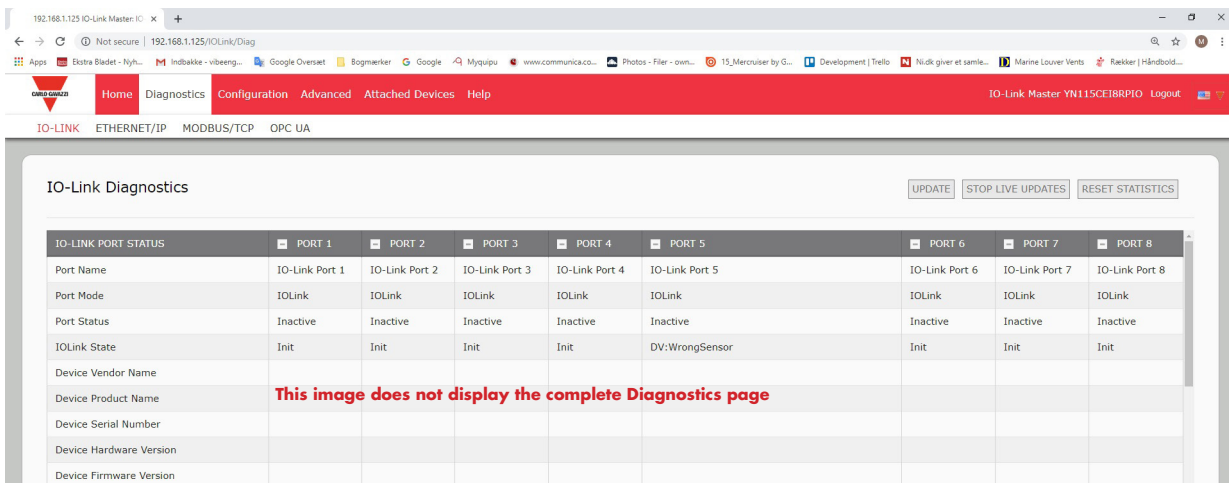 192.168.1.125 IO-Link Master: IO
Not secure | 192.168.1.125/IOLink/Diag
Apps Ekstra Bladet - Nyh... Indbakke - vibeeng... Google Oversæt Bogmærker Google Myquipu www.communica.co... Photos - Filer - own... 15_Mercruiser by G... Development | Trello Ni.dk giver et samle... Marine Louver Vents Rækker | Håndbold....
CARLO GAVAZZI Home Diagnostics Configuration Advanced Attached Devices Help IO-Link Master YN115CEI8RPIO Logout
IO-LINK ETHERNET/IP MODBUS/TCP OPC UA
IO-Link Diagnostics UPDATE STOP LIVE UPDATES RESET STATISTICS
IO-LINK PORT STATUS PORT 1 PORT 2 PORT 3 PORT 4 PORT 5 PORT 6 PORT 7 PORT 8
Port Name IO-Link Port 1 IO-Link Port 2 IO-Link Port 3 IO-Link Port 4 IO-Link Port 5 IO-Link Port 6 IO-Link Port 7 IO-Link Port 8
Port Mode IOLink IOLink IOLink IOLink IOLink IOLink IOLink IOLink
Port Status Inactive Inactive Inactive Inactive Inactive Inactive Inactive Inactive
IOLink State Init Init Init Init DV:WrongSensor Init Init Init
Device Vendor Name
Device Product Name This image does not display the complete Diagnostics page
Device Serial Number
Device Hardware Version
Device Firmware Version